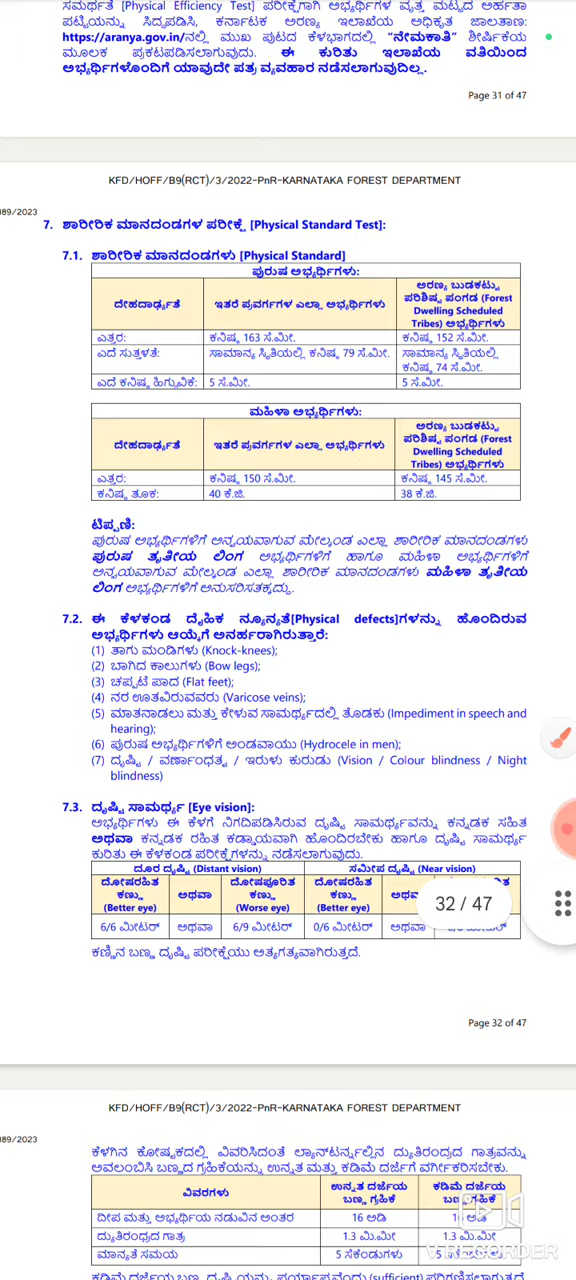 ಸಮರ್ಥತೆ [Physical Efficiency Test] ಪರೀಕ್ಷೆಗಾಗಿ ಅಭ್ಯರ್ಥಿಗಳ ವೃತ್ತ ಮಟ್ಟದ ಅರ್ಹತಾ
ಪಟ್ಟಿಯನ್ನು ಸಿದ್ಧಪಡಿಸಿ, ಕರ್ನಾಟಕ ಅರಣ್ಯ ಇಲಾಖೆಯ ಅಧಿಕೃತ ಜಾಲತಾಣ:
https://aranya.gov.in/ನಲ್ಲಿ ಮುಖ ಪುಟದ ಕೆಳಭಾಗದಲ್ಲಿ "ನೇಮಕಾತಿ" ಶೀರ್ಷಿಕೆಯ
ಮೂಲಕ ಪ್ರಕಟಪಡಿಸಲಾಗುವುದು. ಈ ಕುರಿತು ಇಲಾಖೆಯ ವತಿಯಿಂದ
ಅಭ್ಯರ್ಥಿಗಳೊಂದಿಗೆ ಯಾವುದೇ ಪತ್ರ ವ್ಯವಹಾರ ನಡೆಸಲಾಗುವುದಿಲ್ಲ.
Page 31 of 47
KFD/HOFF/B9(RCT)/3/2022-PnR-KARNATAKA FOREST DEPARTMENT
089/2023
7. ಶಾರೀರಿಕ ಮಾನದಂಡಗಳ ಪರೀಕ್ಷೆ [Physical Standard Test]:
7.1. ಶಾರೀರಿಕ ಮಾನದಂಡಗಳು [Physical Standard]
ಪುರುಷ ಅಭ್ಯರ್ಥಿಗಳು:
ದೇಹದಾರ್ಢ್ಯತೆ ಇತರೆ ಪ್ರವರ್ಗಗಳ ಎಲ್ಲಾ ಅಭ್ಯರ್ಥಿಗಳು ಅರಣ್ಯ ಬುಡಕಟ್ಟು
ಪರಿಶಿಷ್ಟ ಪಂಗಡ (Forest
Dwelling Scheduled
Tribes) ಅಭ್ಯರ್ಥಿಗಳು
ಎತ್ತರ: ಕನಿಷ್ಠ 163 ಸೆ.ಮೀ. ಕನಿಷ್ಠ 152 ಸೆ.ಮೀ.
ಎದೆ ಸುತ್ತಳತೆ: ಸಾಮಾನ್ಯ ಸ್ಥಿತಿಯಲ್ಲಿ ಕನಿಷ್ಠ 79 ಸೆ.ಮೀ. ಸಾಮಾನ್ಯ ಸ್ಥಿತಿಯಲ್ಲಿ
ಕನಿಷ್ಠ 74 ಸೆ.ಮೀ.
ಎದೆ ಕನಿಷ್ಠ ಹಿಗ್ಗುವಿಕೆ: 5 ಸೆ.ಮೀ. 5 ಸೆ.ಮೀ.
ಮಹಿಳಾ ಅಭ್ಯರ್ಥಿಗಳು:
ದೇಹದಾರ್ಢ್ಯತೆ ಇತರೆ ಪ್ರವರ್ಗಗಳ ಎಲ್ಲಾ ಅಭ್ಯರ್ಥಿಗಳು ಅರಣ್ಯ ಬುಡಕಟ್ಟು
ಪರಿಶಿಷ್ಟ ಪಂಗಡ (Forest
Dwelling Scheduled
Tribes) ಅಭ್ಯರ್ಥಿಗಳು
ಎತ್ತರ: ಕನಿಷ್ಠ 150 ಸೆ.ಮೀ. ಕನಿಷ್ಠ 145 ಸೆ.ಮೀ.
ಕನಿಷ್ಠ ತೂಕ: 40 ಕೆ.ಜಿ. 38 ಕೆ.ಜಿ.
ಟಿಪ್ಪಣಿ:
ಪುರುಷ ಅಭ್ಯರ್ಥಿಗಳಿಗೆ ಅನ್ವಯವಾಗುವ ಮೇಲ್ಕಂಡ ಎಲ್ಲಾ ಶಾರೀರಿಕ ಮಾನದಂಡಗಳು
ಪುರುಷ ತೃತೀಯ ಲಿಂಗ ಅಭ್ಯರ್ಥಿಗಳಿಗೆ ಹಾಗೂ ಮಹಿಳಾ ಅಭ್ಯರ್ಥಿಗಳಿಗೆ
ಅನ್ವಯವಾಗುವ ಮೇಲ್ಕಂಡ ಎಲ್ಲಾ ಶಾರೀರಿಕ ಮಾನದಂಡಗಳು ಮಹಿಳಾ ತೃತೀಯ
ಲಿಂಗ ಅಭ್ಯರ್ಥಿಗಳಿಗೆ ಅನುಸರಿಸತಕ್ಕದ್ದು.
7.2. ಈ ಕೆಳಕಂಡ ದೈಹಿಕ ನ್ಯೂನ್ಯತೆ[Physical defects]ಗಳನ್ನು ಹೊಂದಿರುವ
ಅಭ್ಯರ್ಥಿಗಳು ಆಯ್ಕೆಗೆ ಅನರ್ಹರಾಗಿರುತ್ತಾರೆ:
(1) ತಾಗು ಮಂಡಿಗಳು (Knock-knees);
(2) ಬಾಗಿದ ಕಾಲುಗಳು (Bow legs);
(3) ಚಪ್ಪಟೆ ಪಾದ (Flat feet);
(4) ನರ ಊತವಿರುವವರು (Varicose veins);
(5) ಮಾತನಾಡಲು ಮತ್ತು ಕೇಳುವ ಸಾಮರ್ಥ್ಯದಲ್ಲಿ ತೊಡಕು (Impediment in speech and
hearing);
(6) ಪುರುಷ ಅಭ್ಯರ್ಥಿಗಳಿಗೆ ಅಂಡವಾಯು (Hydrocele in men);
(7) ದೃಷ್ಟಿ / ವರ್ಣಾಂಧತ್ವ / ಇರುಳು ಕುರುಡು (Vision / Colour blindness / Night
blindness)
7.3. ದೃಷ್ಟಿ ಸಾಮರ್ಥ್ಯ [Eye vision]:
ಅಭ್ಯರ್ಥಿಗಳು ಈ ಕೆಳಗೆ ನಿಗದಿಪಡಿಸಿರುವ ದೃಷ್ಟಿ ಸಾಮರ್ಥ್ಯವನ್ನು ಕನ್ನಡಕ ಸಹಿತ
ಅಥವಾ ಕನ್ನಡಕ ರಹಿತ ಕಡ್ಡಾಯವಾಗಿ ಹೊಂದಿರಬೇಕು ಹಾಗೂ ದೃಷ್ಟಿ ಸಾಮರ್ಥ್ಯ
ಕುರಿತು ಈ ಕೆಳಕಂಡ ಪರೀಕ್ಷೆಗಳನ್ನು ನಡೆಸಲಾಗುವುದು.
ದೂರ ದೃಷ್ಟಿ (Distant vision) ಸಮೀಪ ದೃಷ್ಟಿ (Near vision)
ದೋಷರಹಿತ ಕಣ್ಣು (Better eye) ಅಥವಾ ದೋಷಪೂರಿತ ಕಣ್ಣು (Worse eye) ದೋಷರಹಿತ ಕಣ್ಣು (Better eye)
6/6 ಮೀಟರ್ ಅಥವಾ 6/9 ಮೀಟರ್ 0/6 ಮೀಟರ್ ಅಥವಾ
32 / 47
ಕಣ್ಣಿನ ಬಣ್ಣ ದೃಷ್ಟಿ ಪರೀಕ್ಷೆಯು ಅತ್ಯಗತ್ಯವಾಗಿರುತ್ತದೆ.
Page 32 of 47
KFD/HOFF/B9(RCT)/3/2022-PnR-KARNATAKA FOREST DEPARTMENT
089/2023
ಕೆಳಗಿನ ಕೋಷ್ಟಕದಲ್ಲಿ ವಿವರಿಸಿದಂತೆ ಲ್ಯಾನ್‌ಟರ್ನ್‌ನಲ್ಲಿನ ದ್ಯುತಿರಂಧ್ರದ ಗಾತ್ರವನ್ನು
ಅವಲಂಬಿಸಿ ಬಣ್ಣದ ಗ್ರಹಿಕೆಯನ್ನು ಉನ್ನತ ಮತ್ತು ಕಡಿಮೆ ದರ್ಜೆಗೆ ವರ್ಗೀಕರಿಸಬೇಕು.
ವಿವರಗಳು ಉನ್ನತ ದರ್ಜೆಯ ಬಣ್ಣ ಗ್ರಹಿಕೆ ಕಡಿಮೆ ದರ್ಜೆಯ ಬಣ್ಣ ಗ್ರಹಿಕೆ
ದೀಪ ಮತ್ತು ಅಭ್ಯರ್ಥಿಯ ನಡುವಿನ ಅಂತರ 16 ಅಡಿ ಅಡಿ
ದ್ಯುತಿರಂಧ್ರದ ಗಾತ್ರ 1.3 ಮಿ.ಮೀ 1.3 ಮಿ.ಮೀ
ಮಾನ್ಯತೆ ಸಮಯ 5 ಸೆಕೆಂಡುಗಳು
V RECORDER